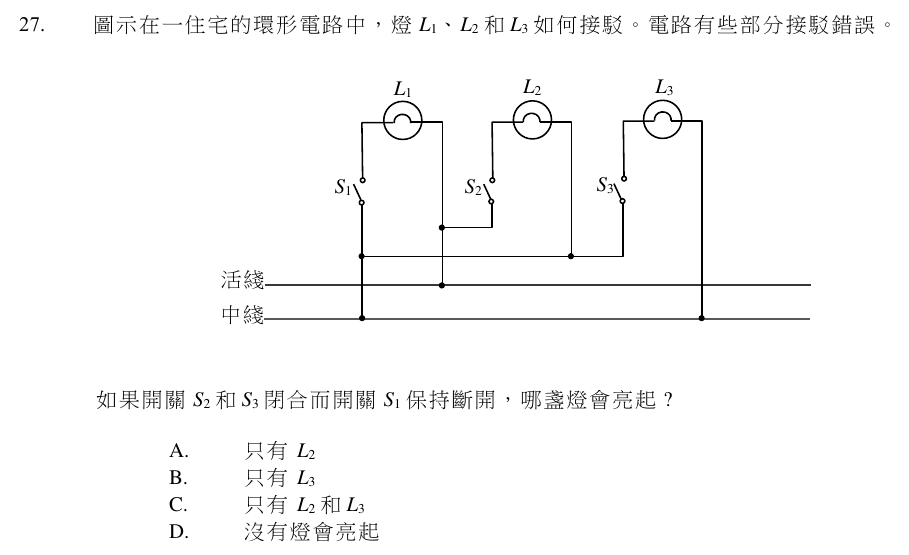 27. 圖示在一住宅的環形電路中，燈 L1、L2 和 L3 如何接駁。電路有些部分接駁錯誤。
L1 L2 L3
S1 S2 S3
活綫
中綫
如果開關 S2 和 S3 閉合而開關 S1 保持斷開，哪盞燈會亮起？
A. 只有 L2
B. 只有 L3
C. 只有 L2 和 L3
D. 沒有燈會亮起